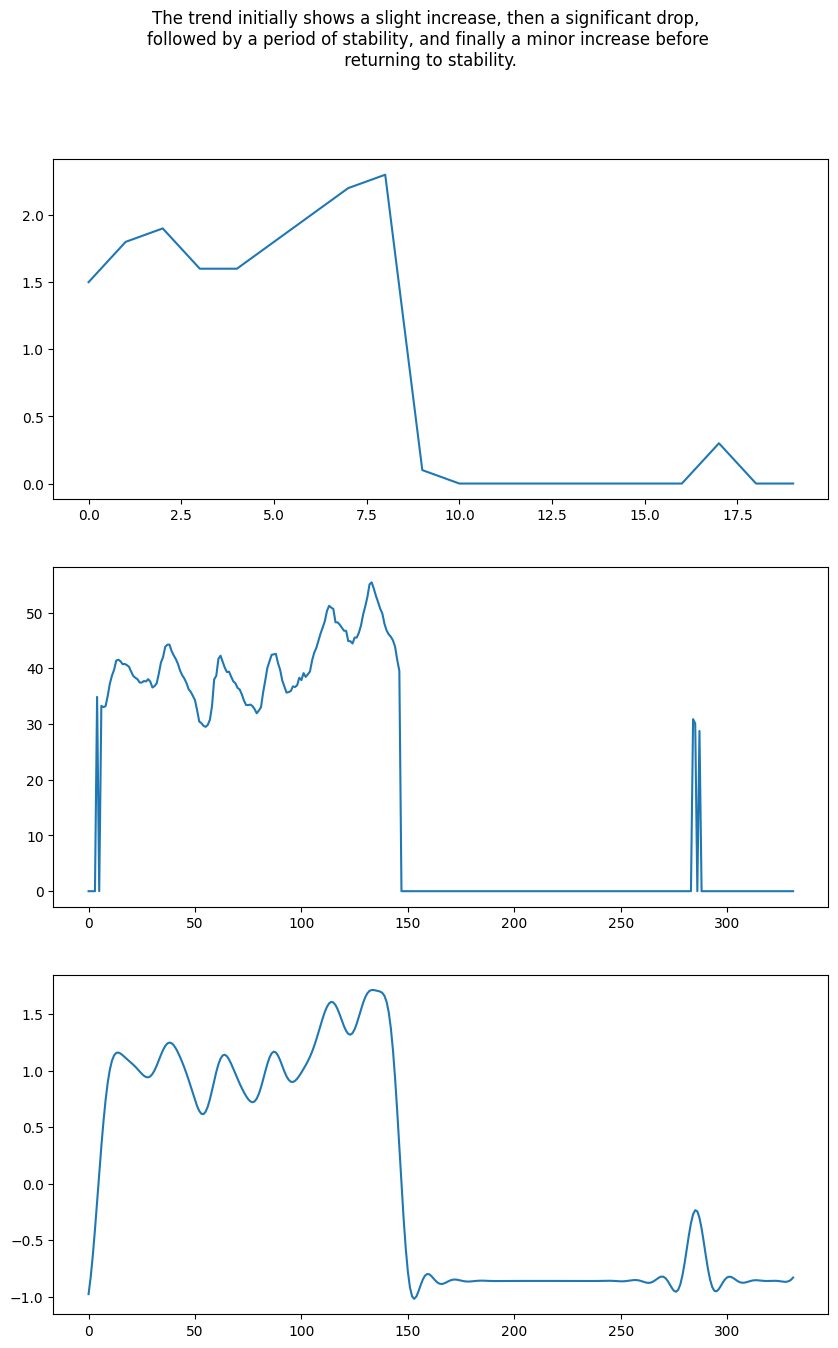 The trend initially shows a slight increase, then a significant drop,
followed by a period of stability, and finally a minor increase before
returning to stability.
2.0
1.5
1.0
0.5
0.0
0.0 2.5 5.0 7.5 10.0 12.5 15.0 17.5
50
40
30
20
10
0
0 50 100 150 200 250 300
1.5
1.0
0.5
0.0
−0.5
−1.0
0 50 100 150 200 250 300